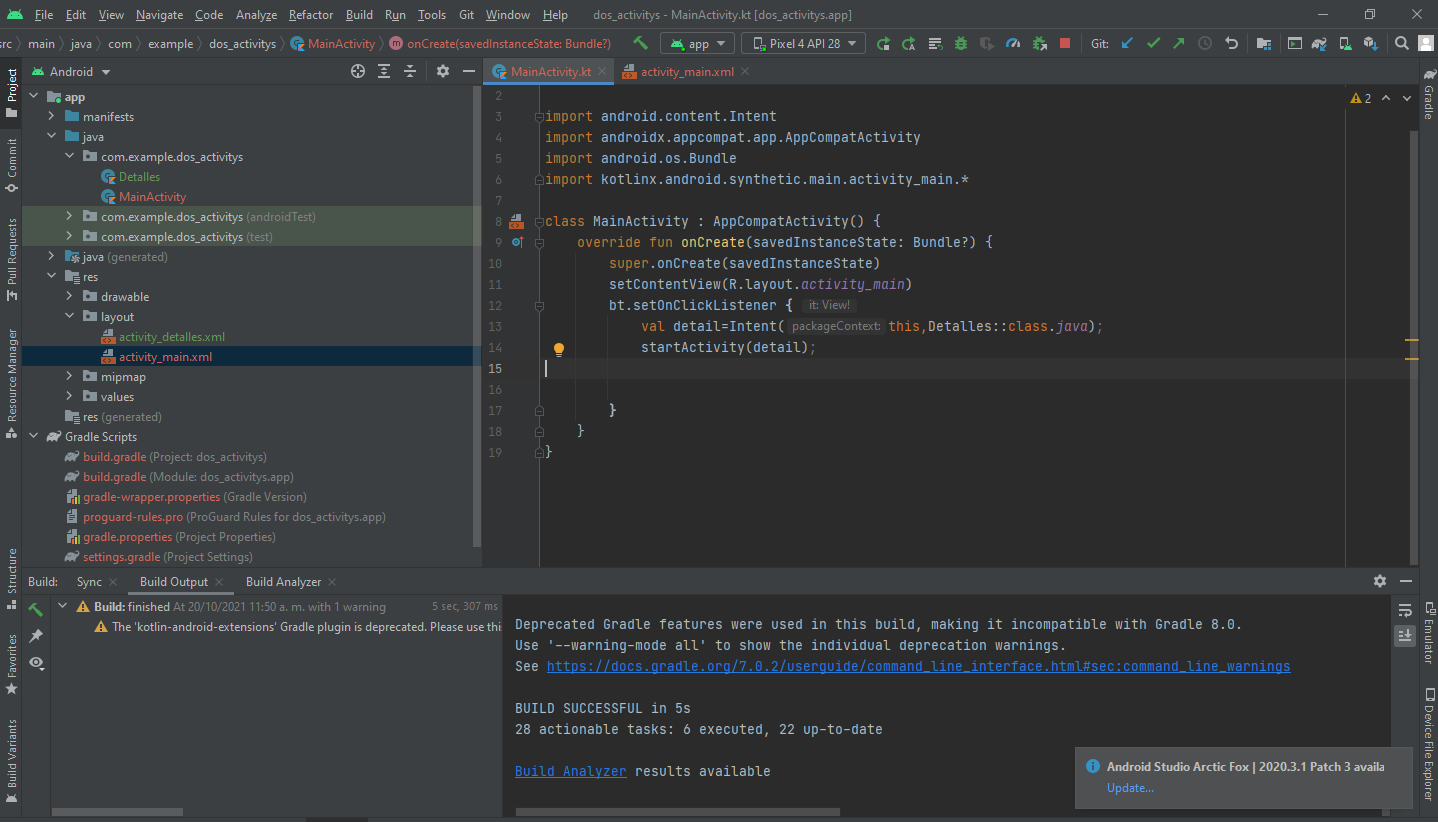 File Edit View Navigate Code Analyze Refactor Build Run Tools Git Window Help dos_activitys - MainActivity.kt [dos_activitys.app]
src main java com example dos_activitys MainActivity m onCreate(savedInstanceState: Bundle?) app Pixel 4 API 28 Git:
Android
MainActivity.kt activity_main.xml
Project
Commit
Pull Requests
Resource Manager
Structure
Favorites
Build Variants
app
manifests
java
com.example.dos_activitys
Detalles
MainActivity
com.example.dos_activitys (androidTest)
com.example.dos_activitys (test)
java (generated)
res
drawable
layout
activity_detalles.xml
activity_main.xml
mipmap
values
res (generated)
Gradle Scripts
build.gradle (Project: dos_activitys)
build.gradle (Module: dos_activitys.app)
gradle-wrapper.properties (Gradle Version)
proguard-rules.pro (ProGuard Rules for dos_activitys.app)
gradle.properties (Project Properties)
settings.gradle (Project Settings)
2
2
3 import android.content.Intent
4 import androidx.appcompat.app.AppCompatActivity
5 import android.os.Bundle
6 import kotlinx.android.synthetic.main.activity_main.*
7
8 class MainActivity : AppCompatActivity() {
9 override fun onCreate(savedInstanceState: Bundle?) {
10 super.onCreate(savedInstanceState)
11 setContentView(R.layout.activity_main)
12 bt.setOnClickListener { it: View!
13 val detail=Intent( packageContext: this,Detalles::class.java);
14 startActivity(detail);
15
16
17 }
18 }
19 }
Gradle
Emulator
Device File Explorer
Build: Sync Build Output Build Analyzer
Build: finished At 20/10/2021 11:50 a. m. with 1 warning 5 sec, 307 ms
The 'kotlin-android-extensions' Gradle plugin is deprecated. Please use this
Deprecated Gradle features were used in this build, making it incompatible with Gradle 8.0.
Use '--warning-mode all' to show the individual deprecation warnings.
See https://docs.gradle.org/7.0.2/userguide/command_line_interface.html#sec:command_line_warnings
BUILD SUCCESSFUL in 5s
28 actionable tasks: 6 executed, 22 up-to-date
Build Analyzer results available
Android Studio Arctic Fox | 2020.3.1 Patch 3 availa
Update...